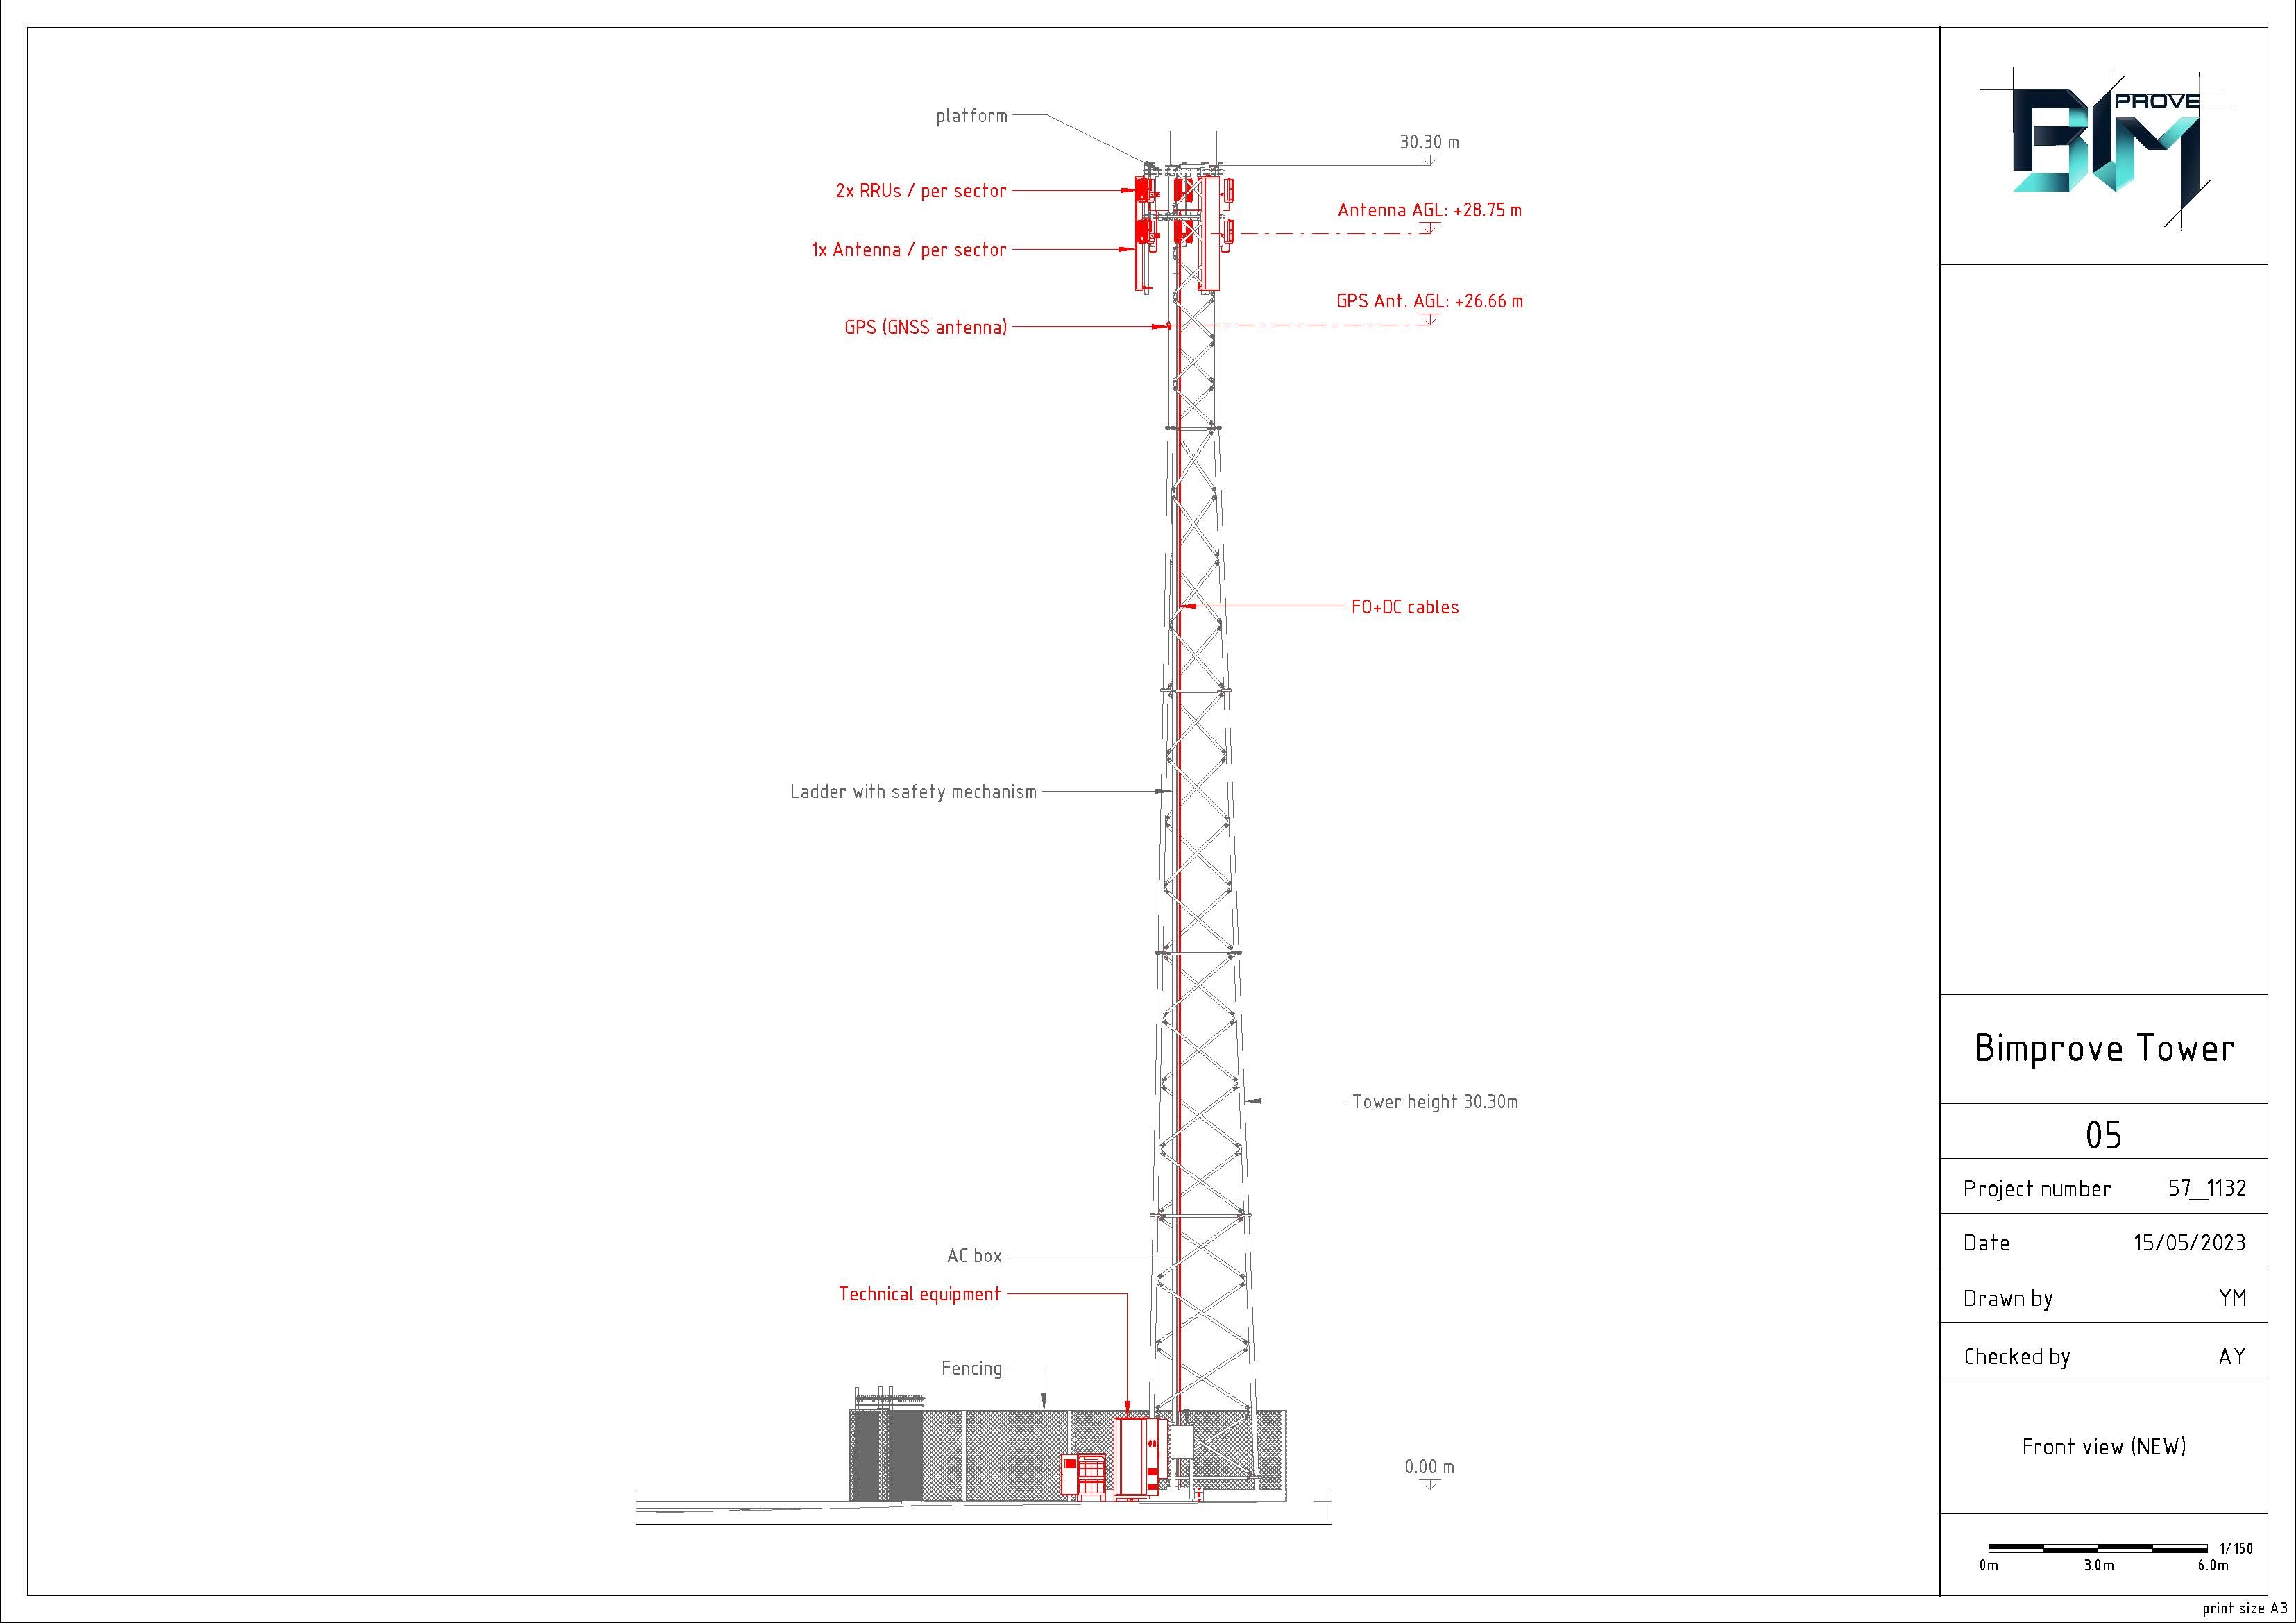 platform
30.30 m
2x RRUs / per sector
Antenna AGL: +28.75 m
1x Antenna / per sector
GPS Ant. AGL: +26.66 m
GPS (GNSS antenna)
FO+DC cables
Ladder with safety mechanism
Tower height 30.30m
AC box
Technical equipment
Fencing
0.00 m
BIM PROVE
Bimprove Tower
05
Project number 57_1132
Date 15/05/2023
Drawn by YM
Checked by AY
Front view (NEW)
1/150
0m 3.0m 6.0m
print size A3